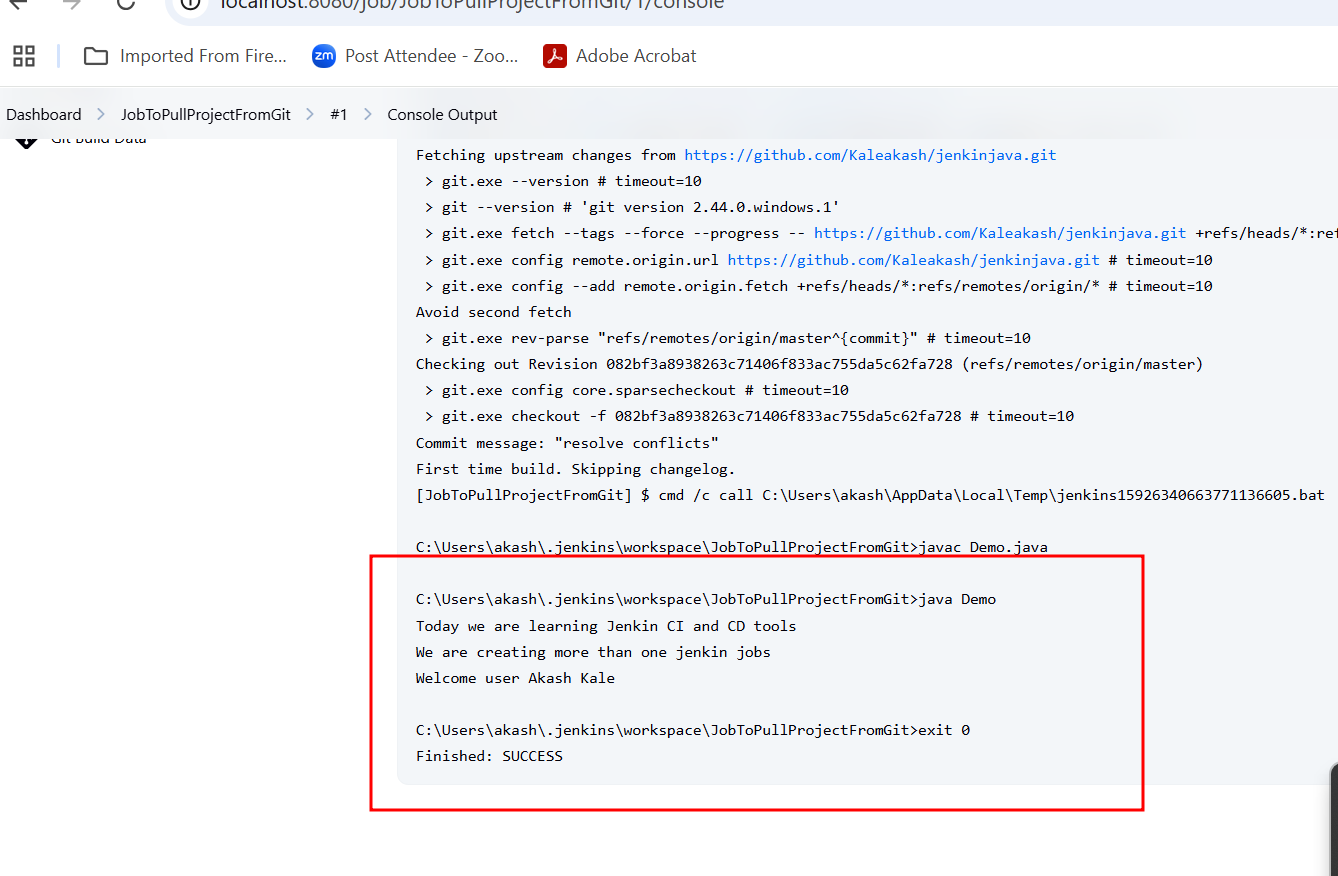 localhost:8080/job/JobToPullProjectFromGit/1/console
Imported From Fire...
zm
Post Attendee - Zoo...
Adobe Acrobat
Dashboard
JobToPullProjectFromGit
#1
Console Output
Git Build Data
Fetching upstream changes from https://github.com/Kaleakash/jenkinjava.git
> git.exe --version # timeout=10
> git --version # 'git version 2.44.0.windows.1'
> git.exe fetch --tags --force --progress -- https://github.com/Kaleakash/jenkinjava.git +refs/heads/*:ref
> git.exe config remote.origin.url https://github.com/Kaleakash/jenkinjava.git # timeout=10
> git.exe config --add remote.origin.fetch +refs/heads/*:refs/remotes/origin/* # timeout=10
Avoid second fetch
> git.exe rev-parse "refs/remotes/origin/master^{commit}" # timeout=10
Checking out Revision 082bf3a8938263c71406f833ac755da5c62fa728 (refs/remotes/origin/master)
> git.exe config core.sparsecheckout # timeout=10
> git.exe checkout -f 082bf3a8938263c71406f833ac755da5c62fa728 # timeout=10
Commit message: "resolve conflicts"
First time build. Skipping changelog.
[JobToPullProjectFromGit] $ cmd /c call C:\Users\akash\AppData\Local\Temp\jenkins15926340663771136605.bat
C:\Users\akash\.jenkins\workspace\JobToPullProjectFromGit>javac Demo.java
C:\Users\akash\.jenkins\workspace\JobToPullProjectFromGit>java Demo
Today we are learning Jenkin CI and CD tools
We are creating more than one jenkin jobs
Welcome user Akash Kale
C:\Users\akash\.jenkins\workspace\JobToPullProjectFromGit>exit 0
Finished: SUCCESS